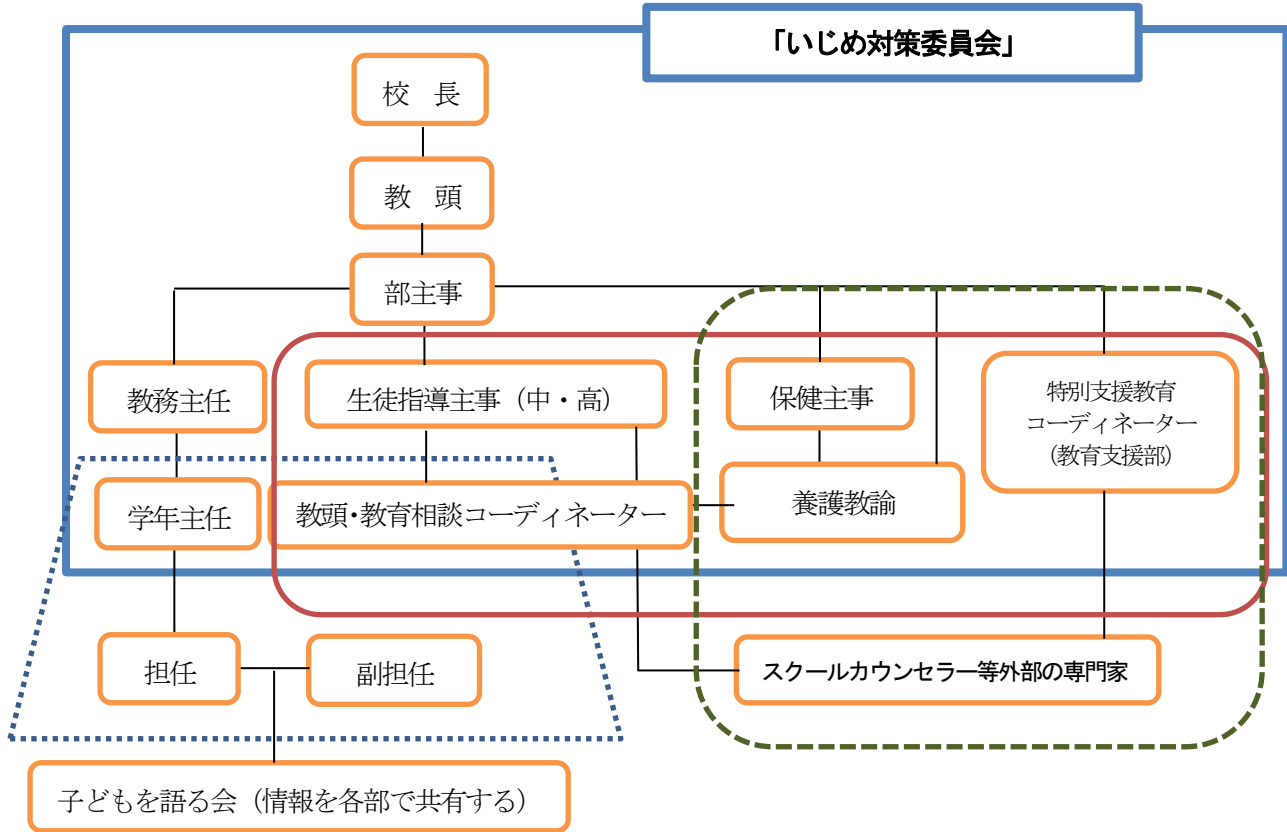 「いじめ対策委員会」
校　長
教　頭
部主事
教務主任
生徒指導主事（中・高）
保健主事
特別支援教育
コーディネーター
（教育支援部）
学年主任
教頭・教育相談コーディネーター
養護教諭
担任
副担任
スクールカウンセラー等外部の専門家
子どもを語る会（情報を各部で共有する）